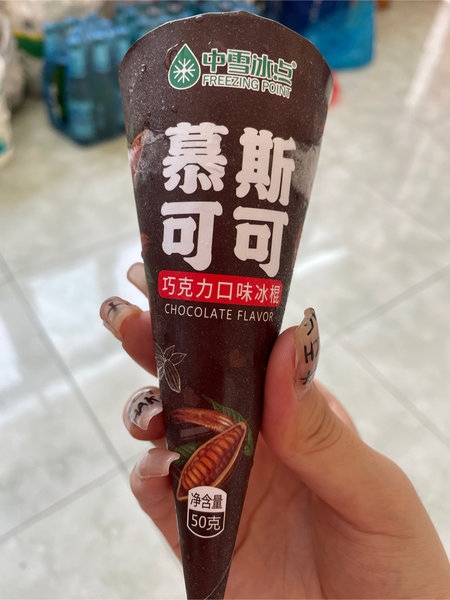 中雪冰点
FREEZING POINT
慕斯
可可
巧克力口味冰棍
CHOCOLATE FLAVOR
净含量
50克